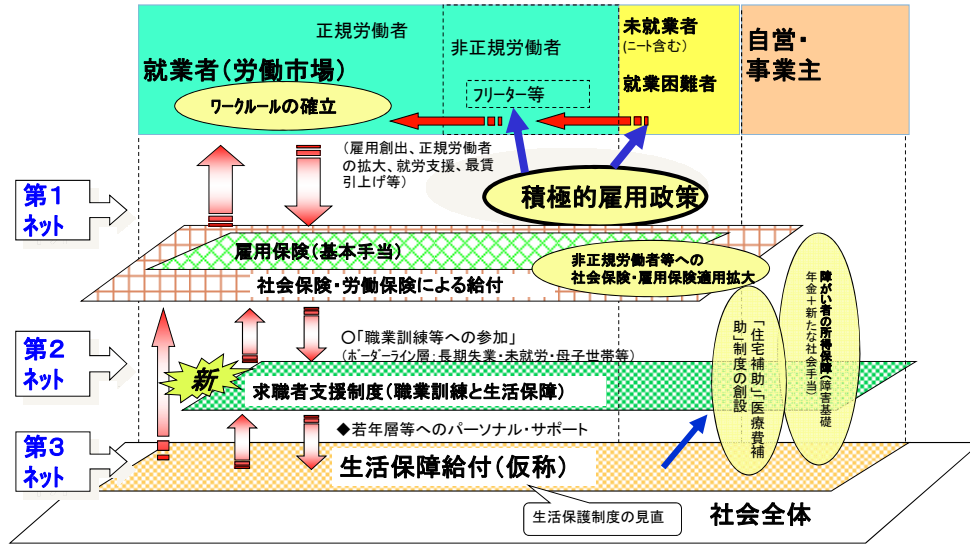 正規労働者
就業者(労働市場)
ワークルールの確立
非正規労働者
フリーター等
未就業者
(ニート含む)
就業困難者
自営・
事業主
(雇用創出、正規労働者
の拡大、就労支援、最賃
引上げ等)
積極的雇用政策
第1
ネット
雇用保険(基本手当)
社会保険・労働保険による給付
非正規労働者等への
社会保険・雇用保険適用拡大
第2
ネット
新
〇「職業訓練等への参加」
(ボーダーライン層:長期失業・未就労・母子世帯等)
求職者支援制度(職業訓練と生活保障)
「住宅補助」「医療費補
助」制度の創設
障がい者の所得保障(障害基礎
年金+新たな社会手当)
第3
ネット
◆若年層等へのパーソナル・サポート
生活保障給付(仮称)
生活保護制度の見直
社会全体